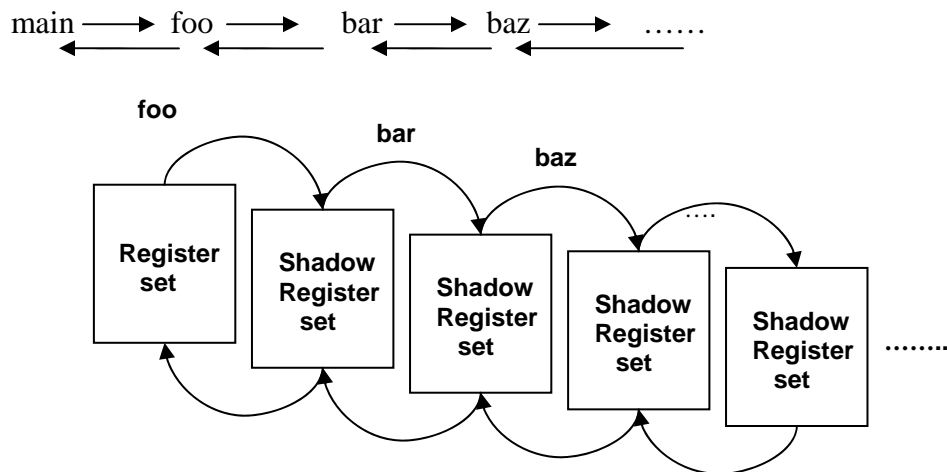 main foo bar baz ……
foo
bar
baz
....
Register
set
Shadow
Register
set
Shadow
Register
set
Shadow
Register
set
Shadow
Register
set
……..